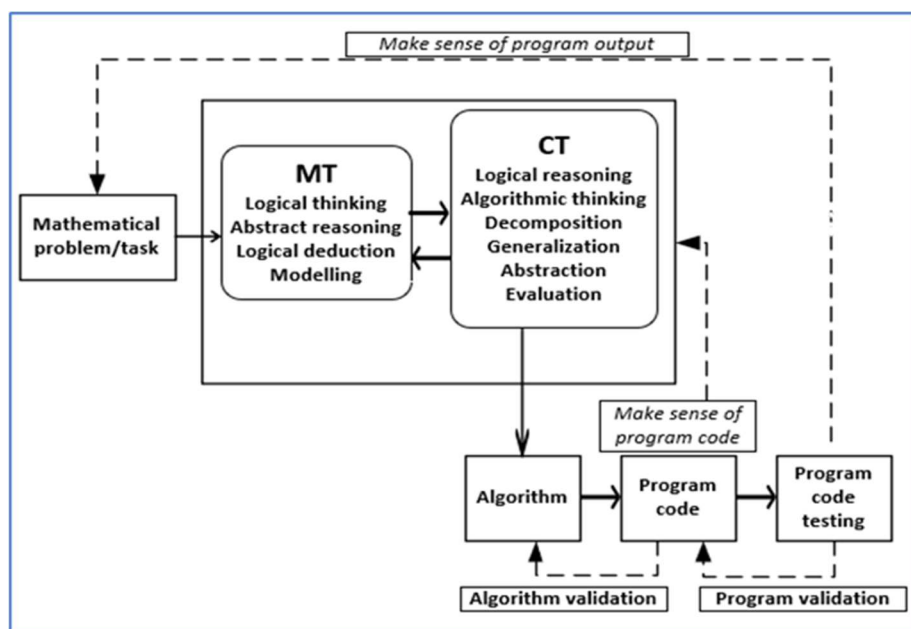 Make sense of program output
MT
Logical thinking
Abstract reasoning
Logical deduction
Modelling
CT
Logical reasoning
Algorithmic thinking
Decomposition
Generalization
Abstraction
Evaluation
Mathematical
problem/task
Make sense of
program code
Algorithm
Program
code
Program
code
testing
Algorithm validation
Program validation